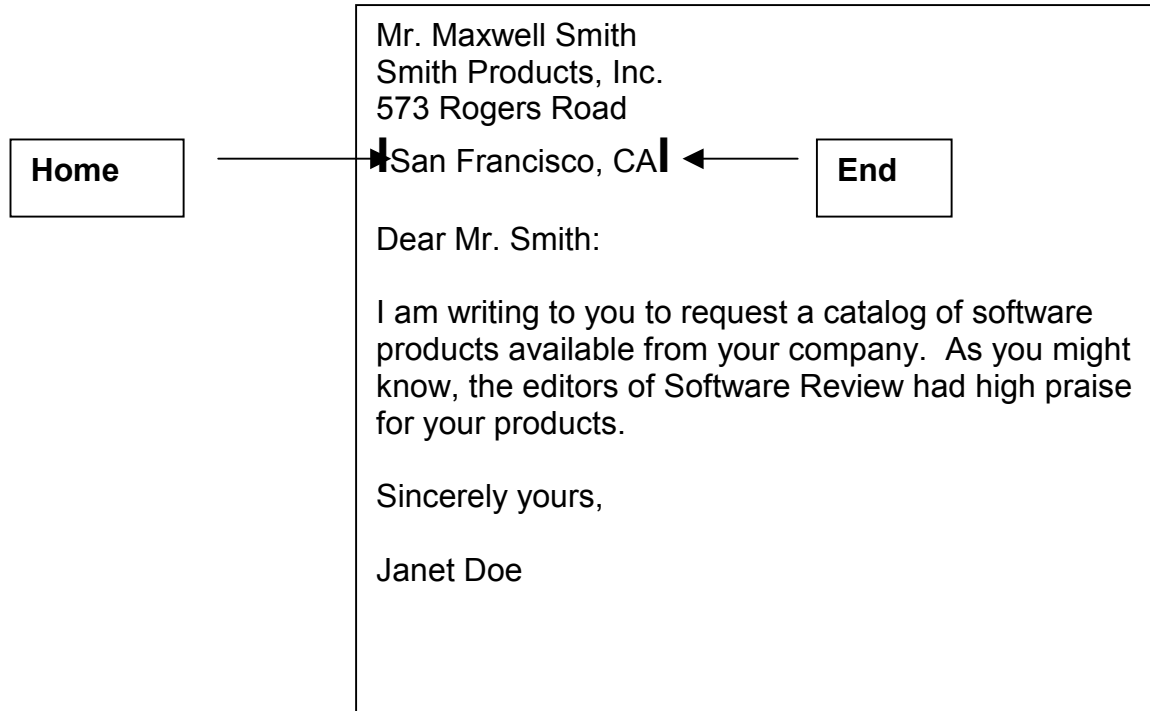 Mr. Maxwell Smith
Smith Products, Inc.
573 Rogers Road
Home
San Francisco, CA
End
Dear Mr. Smith:
I am writing to you to request a catalog of software
products available from your company.  As you might
know, the editors of Software Review had high praise
for your products.
Sincerely yours,
Janet Doe